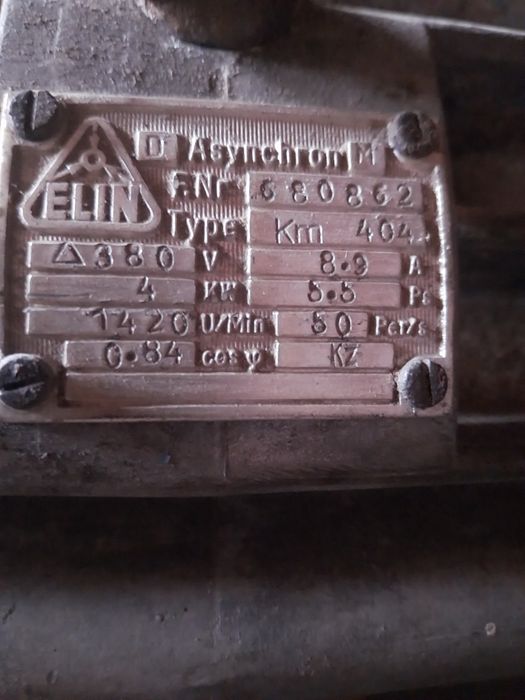 ELIN
D Asynchron M
F.Nr 680862
Type Km 404
△380 V 8.9 A
4 KW 5.5 Ps
1420 U/Min 50 Per/s
0.84 cos φ KZ